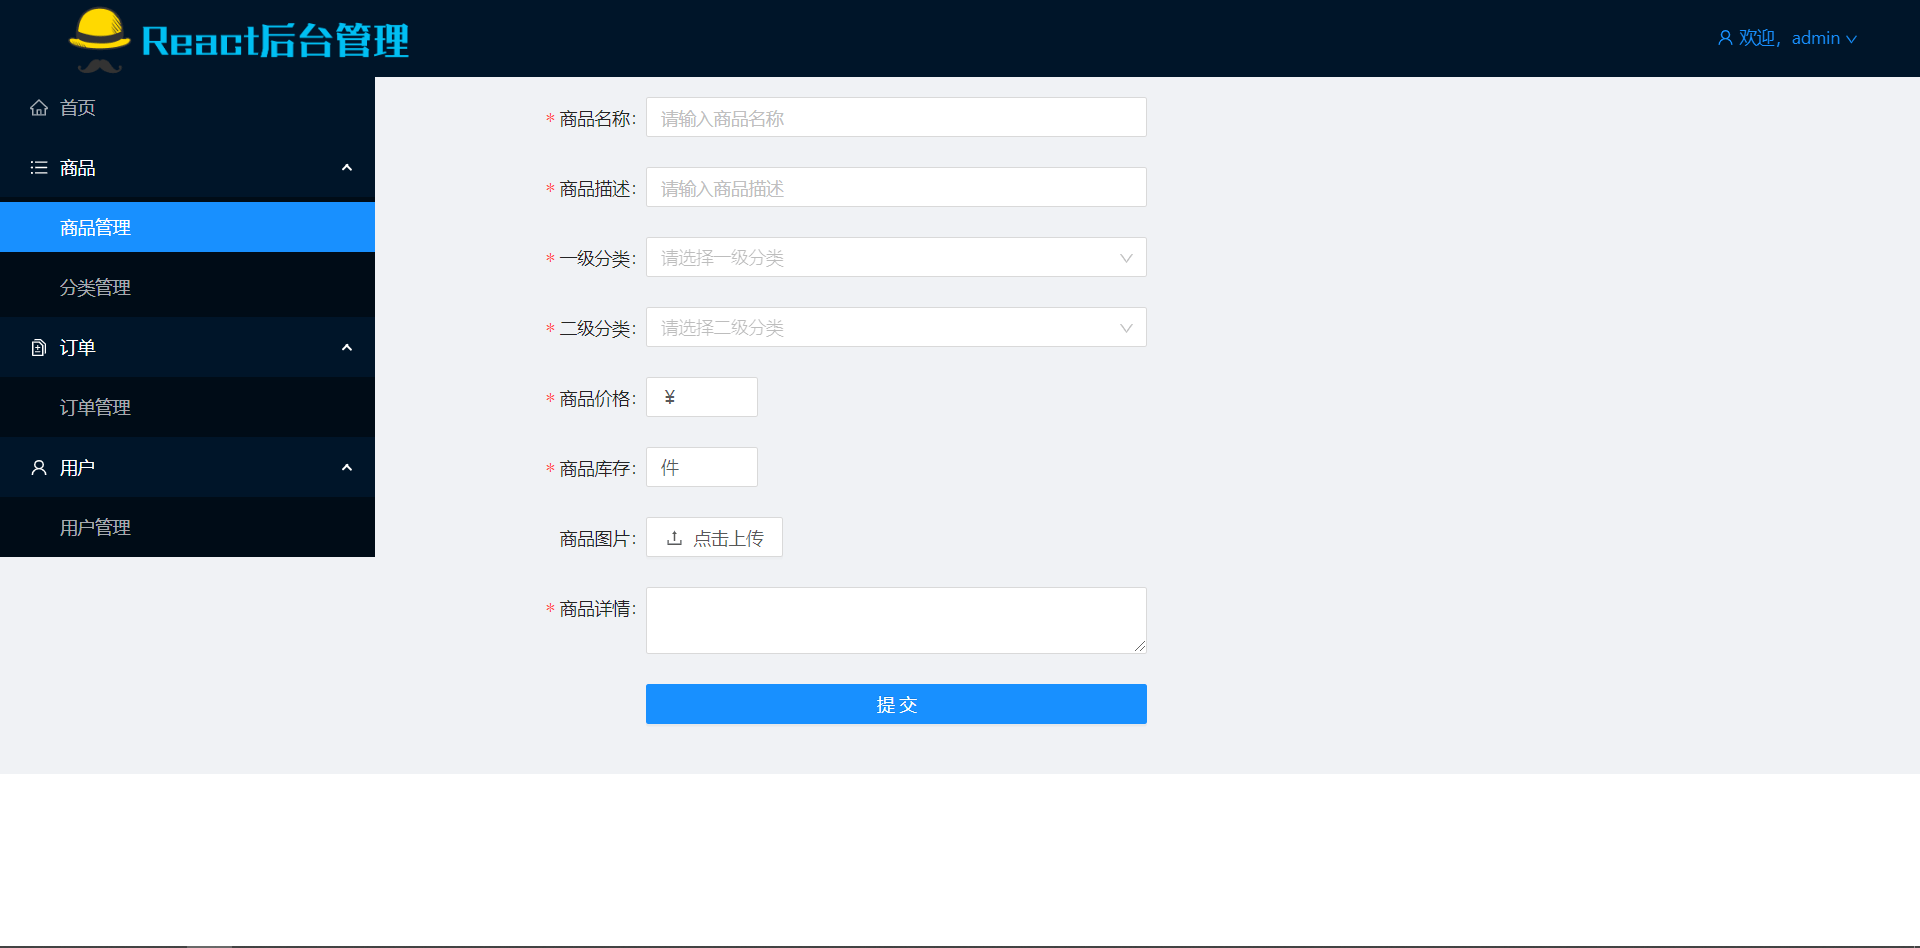 React后台管理
欢迎，admin
首页
商品
商品管理
分类管理
订单
订单管理
用户
用户管理
* 商品名称: 请输入商品名称
* 商品描述: 请输入商品描述
* 一级分类: 请选择一级分类
* 二级分类: 请选择二级分类
* 商品价格: ¥
* 商品库存: 件
商品图片: 点击上传
* 商品详情:
提交